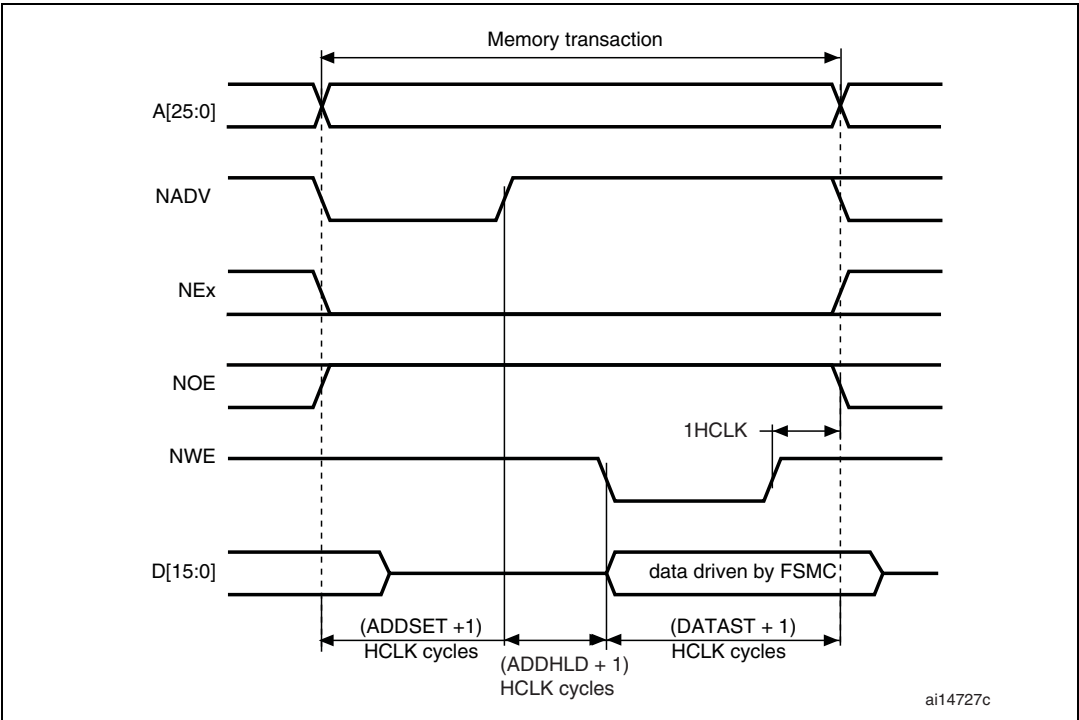 Memory transaction
A[25:0]
NADV
NEx
NOE
1HCLK
NWE
D[15:0]
data driven by FSMC
(ADDSET +1)
HCLK cycles
(ADDHLD + 1)
HCLK cycles
(DATAST + 1)
HCLK cycles
ai14727c